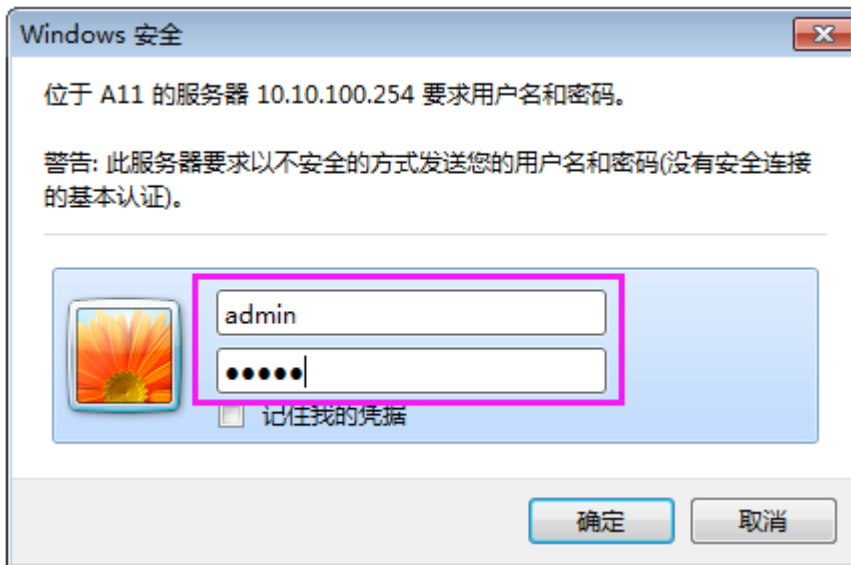 Windows 安全
位于 A11 的服务器 10.10.100.254 要求用户名和密码。
警告: 此服务器要求以不安全的方式发送您的用户名和密码(没有安全连接
的基本认证)。
admin
●●●●●
记住我的凭据
确定
取消